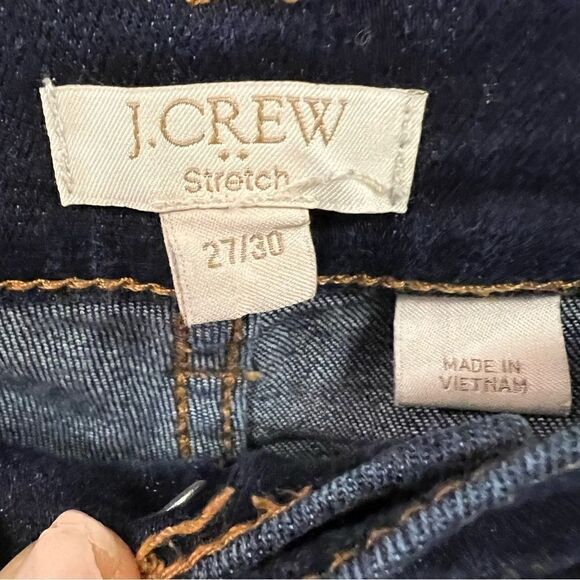 J.CREW
Stretch
27/30
MADE IN
VIETNAM